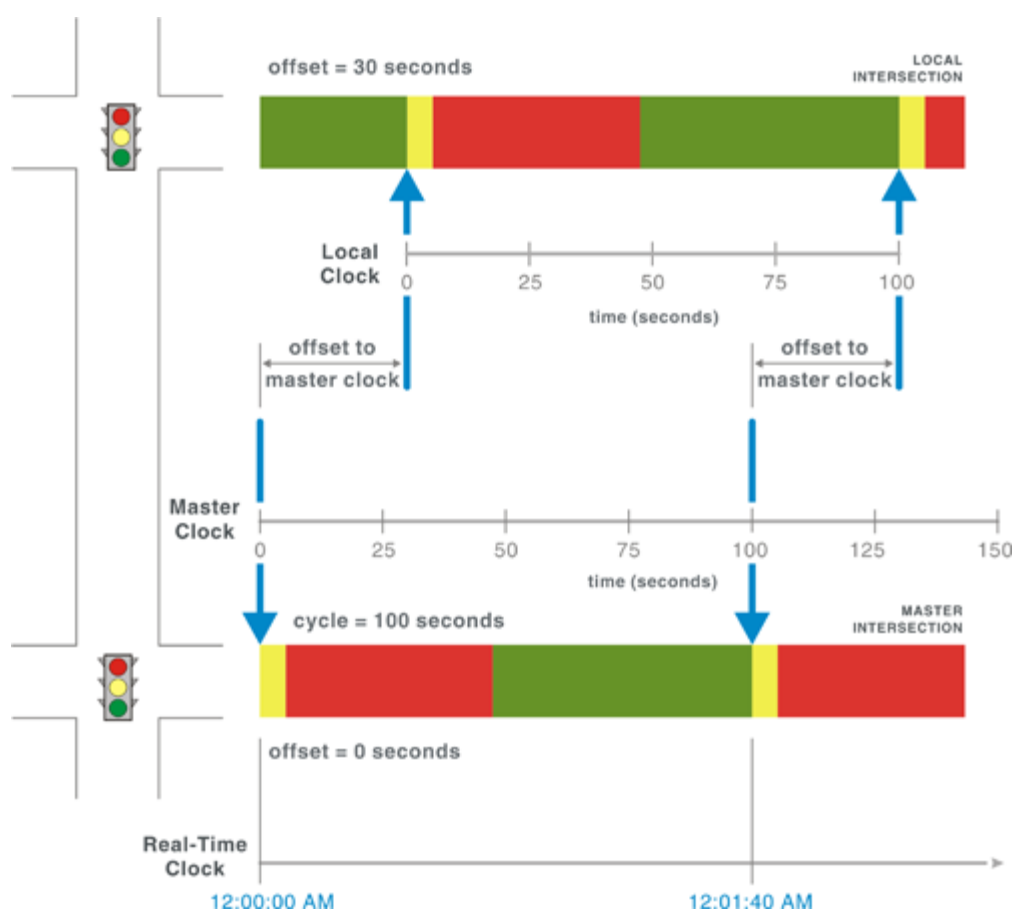 offset = 30 seconds
LOCAL
INTERSECTION
Local
Clock
0 25 50 75 100
time (seconds)
offset to
master clock
offset to
master clock
Master
Clock
0 25 50 75 100 125 150
time (seconds)
cycle = 100 seconds
MASTER
INTERSECTION
offset = 0 seconds
Real-Time
Clock
12:00:00 AM 12:01:40 AM